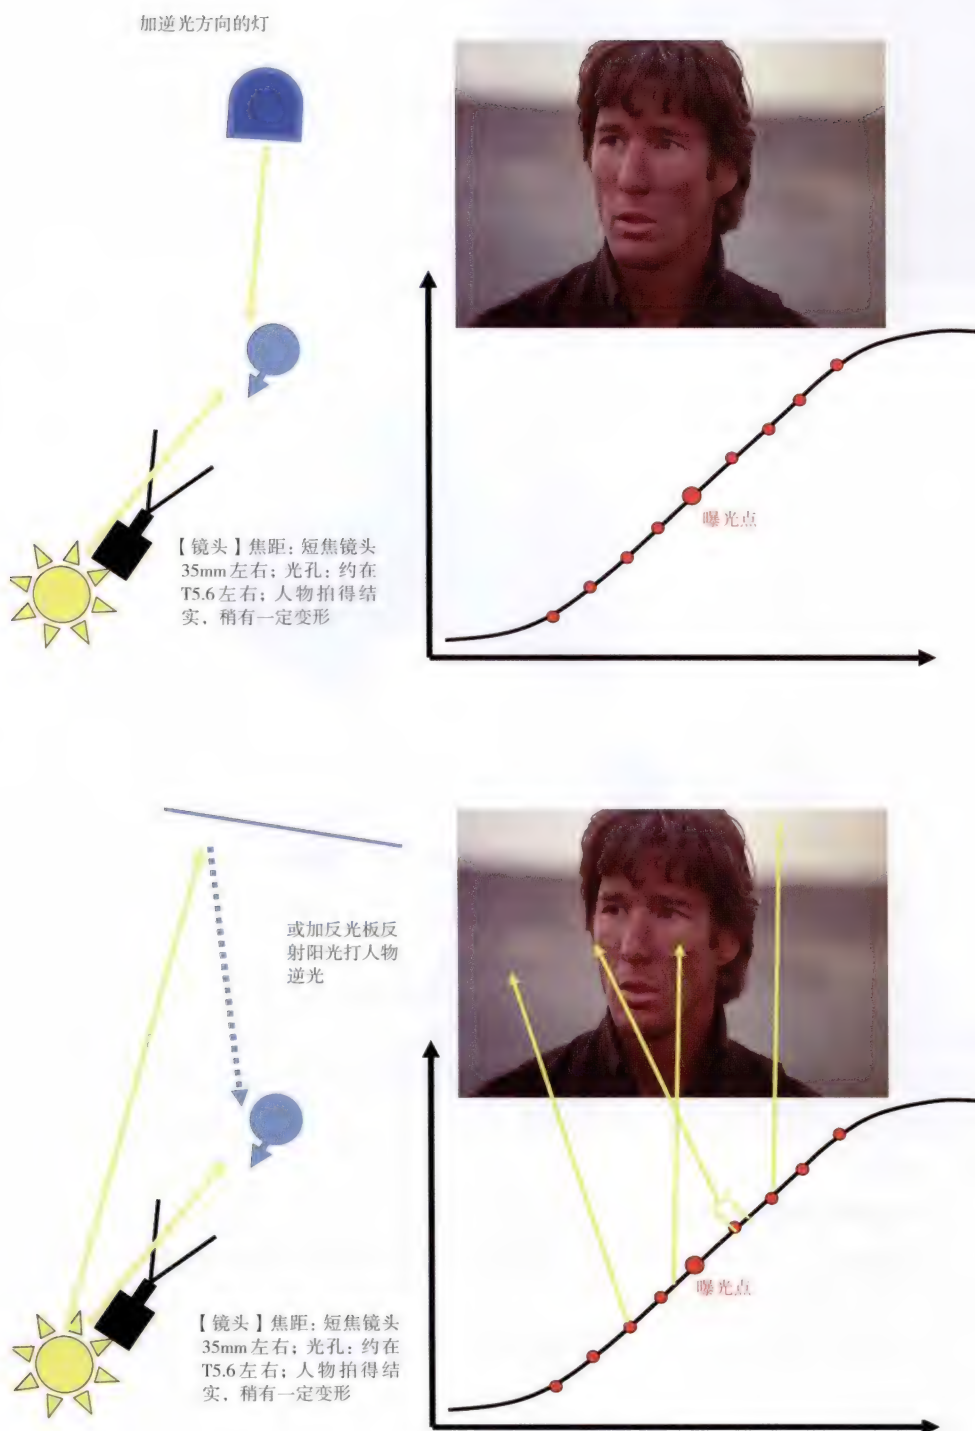 加逆光方向的灯
曝光点
【镜头】焦距：短焦镜头
35mm左右；光孔：约在
T5.6左右；人物拍得结
实，稍有一定变形
或加反光板反
射阳光打人物
逆光
曝光点
【镜头】焦距：短焦镜头
35mm左右；光孔：约在
T5.6左右；人物拍得结
实，稍有一定变形